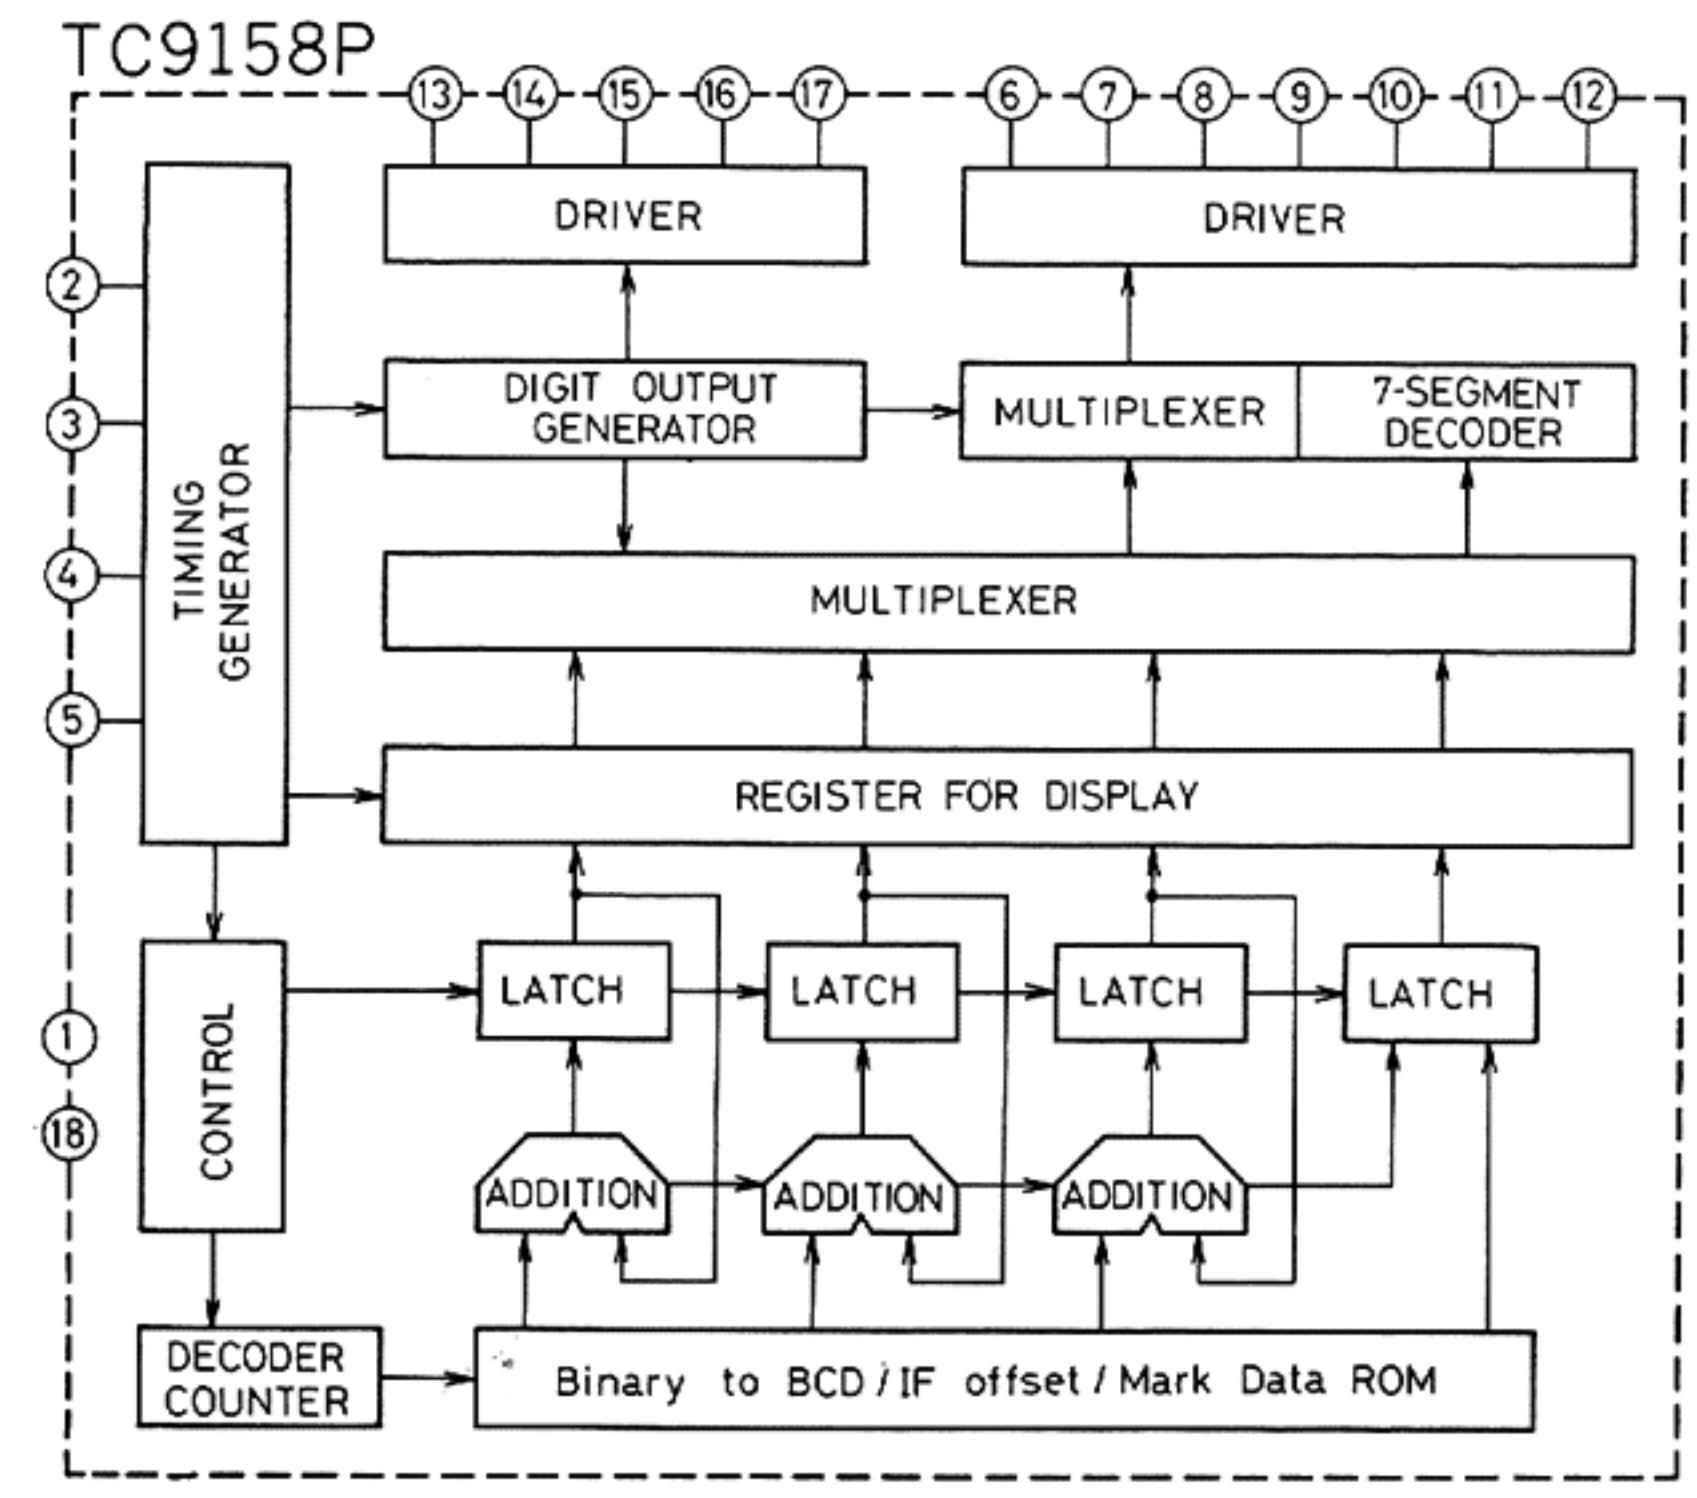 TC9158P
13 14 15 16 17 6 7 8 9 10 11 12
DRIVER
DRIVER
2
3
4
5
1
18
TIMING
GENERATOR
DIGIT OUTPUT
GENERATOR
MULTIPLEXER
7-SEGMENT
DECODER
MULTIPLEXER
REGISTER FOR DISPLAY
CONTROL
LATCH
LATCH
LATCH
LATCH
ADDITION
ADDITION
ADDITION
DECODER
COUNTER
Binary to BCD / IF offset / Mark Data ROM